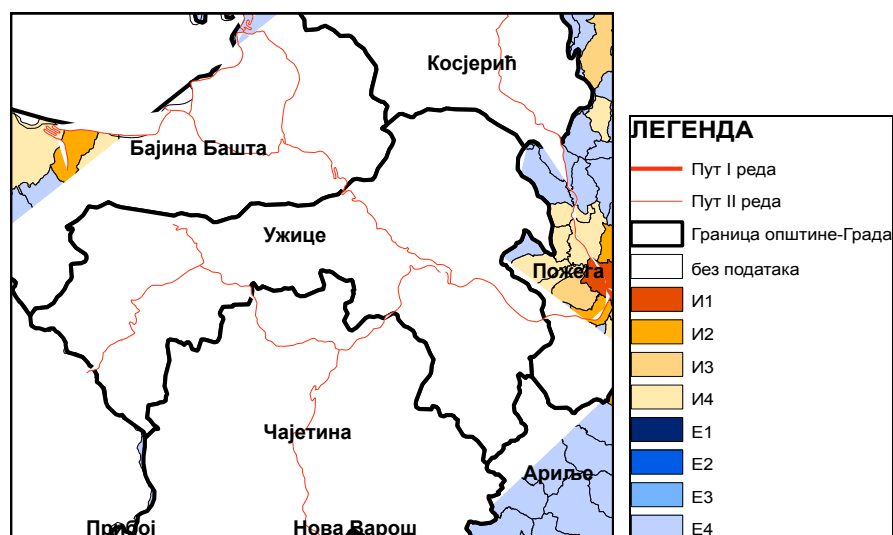 Косјерић
Бајина Башта
Ужице
Пожега
Чајетина
Ариље
Прибој
Нова Варош
ЛЕГЕНДА
Пут I реда
Пут II реда
Граница општине-Града
без података
И1
И2
И3
И4
Е1
Е2
Е3
Е4